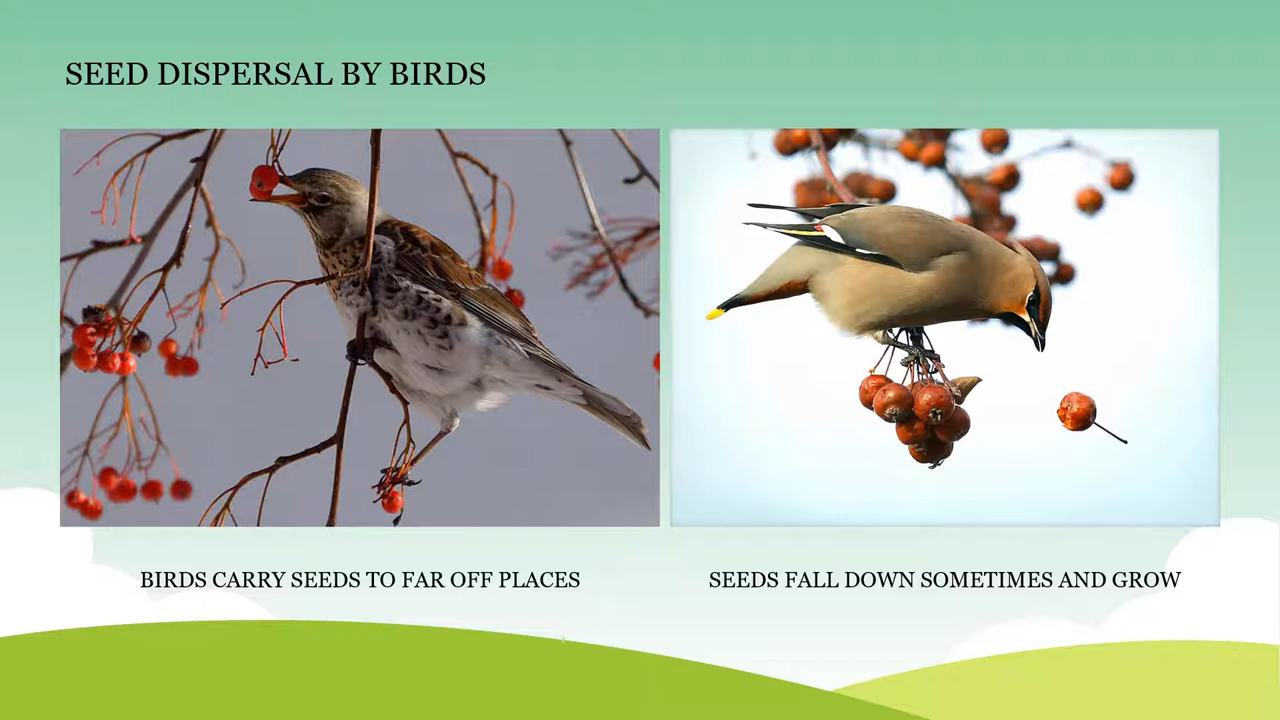 SEED DISPERSAL BY BIRDS
BIRDS CARRY SEEDS TO FAR OFF PLACES
SEEDS FALL DOWN SOMETIMES AND GROW